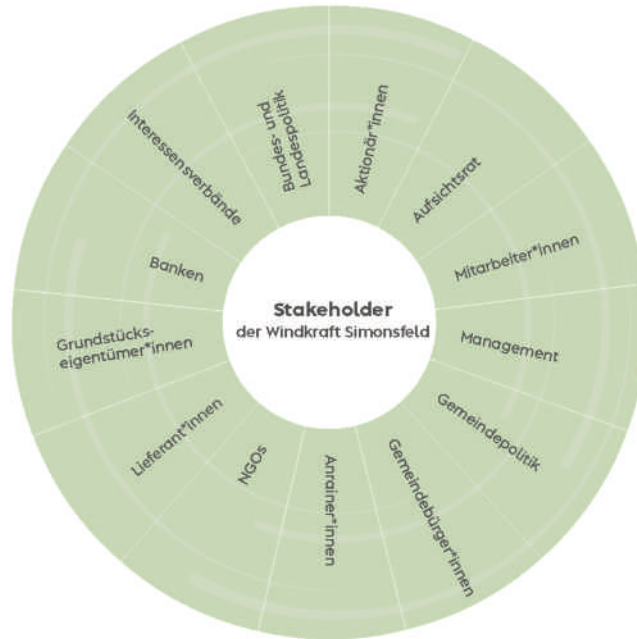 Stakeholder
der Windkraft Simonsfeld
Bundes- und
Landespolitik
Aktionär*innen
Aufsichtsrat
Mitarbeiter*innen
Management
Gemeindepolitik
Gemeindebürger*innen
Anrainer*innen
NGOs
Lieferant*innen
Grundstücks-
eigentümer*innen
Banken
Interessensverbände